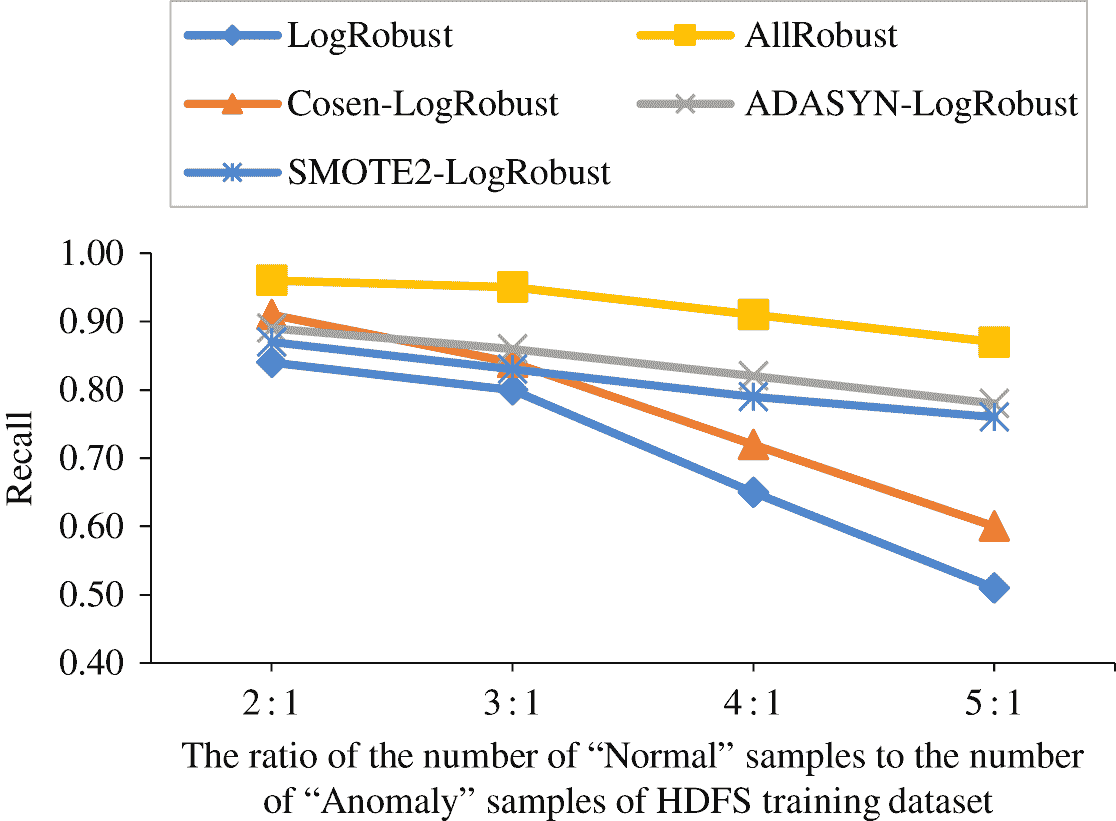 LogRobust
AllRobust
Cosen-LogRobust
ADASYN-LogRobust
SMOTE2-LogRobust
1.00
0.90
0.80
0.70
0.60
0.50
0.40
Recall
2 : 1
3 : 1
4 : 1
5 : 1
The ratio of the number of “Normal” samples to the number
of “Anomaly” samples of HDFS training dataset